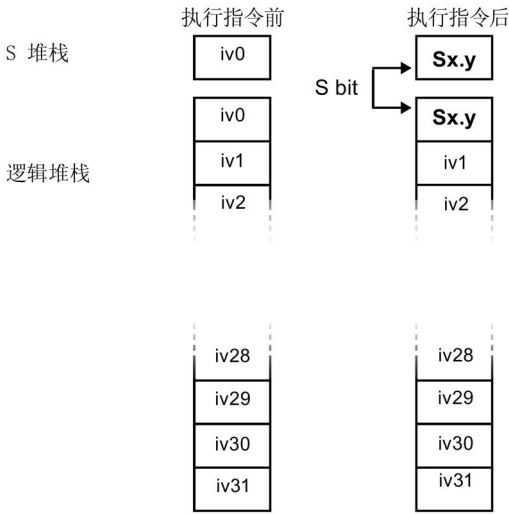 执行指令前 执行指令后
S 堆栈 iv0 Sx.y
S bit
iv0 Sx.y
iv1 iv1
逻辑堆栈
iv2 iv2
iv28 iv28
iv29 iv29
iv30 iv30
iv31 iv31